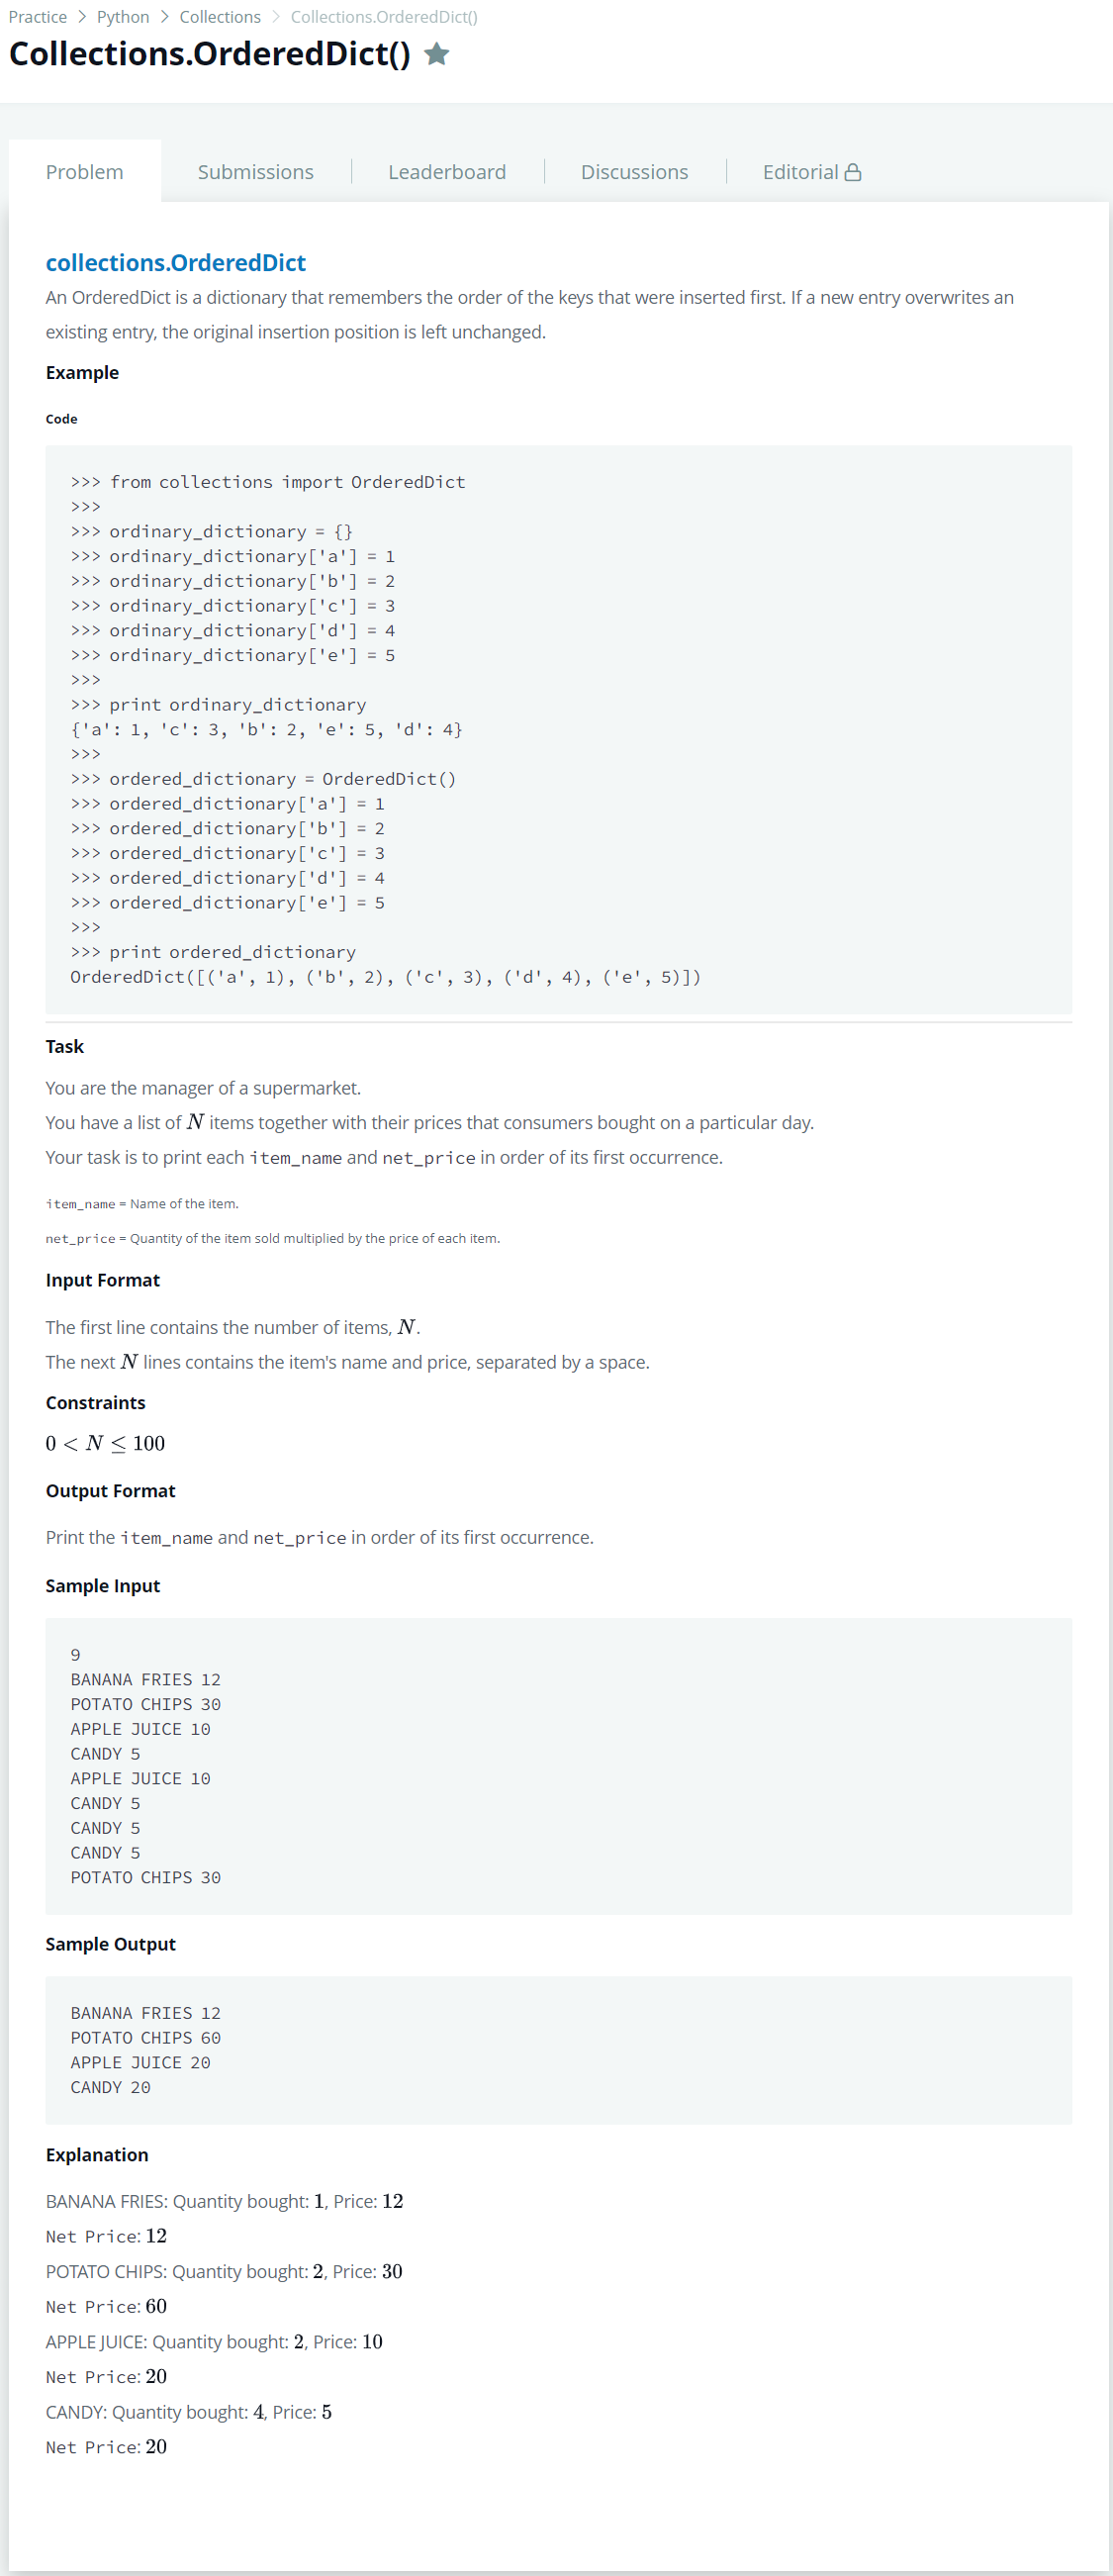 Practice > Python > Collections > Collections.OrderedDict()
Collections.OrderedDict()
Problem Submissions Leaderboard Discussions Editorial
collections.OrderedDict
An OrderedDict is a dictionary that remembers the order of the keys that were inserted first. If a new entry overwrites an
existing entry, the original insertion position is left unchanged.
Example
Code
>>> from collections import OrderedDict
>>>
>>> ordinary_dictionary = {}
>>> ordinary_dictionary['a'] = 1
>>> ordinary_dictionary['b'] = 2
>>> ordinary_dictionary['c'] = 3
>>> ordinary_dictionary['d'] = 4
>>> ordinary_dictionary['e'] = 5
>>>
>>> print ordinary_dictionary
{'a': 1, 'c': 3, 'b': 2, 'e': 5, 'd': 4}
>>>
>>> ordered_dictionary = OrderedDict()
>>> ordered_dictionary['a'] = 1
>>> ordered_dictionary['b'] = 2
>>> ordered_dictionary['c'] = 3
>>> ordered_dictionary['d'] = 4
>>> ordered_dictionary['e'] = 5
>>>
>>> print ordered_dictionary
OrderedDict([('a', 1), ('b', 2), ('c', 3), ('d', 4), ('e', 5)])
Task
You are the manager of a supermarket.
You have a list of N items together with their prices that consumers bought on a particular day.
Your task is to print each item_name and net_price in order of its first occurrence.
item_name = Name of the item.
net_price = Quantity of the item sold multiplied by the price of each item.
Input Format
The first line contains the number of items, N.
The next N lines contains the item's name and price, separated by a space.
Constraints
0 < N ≤ 100
Output Format
Print the item_name and net_price in order of its first occurrence.
Sample Input
9
BANANA FRIES 12
POTATO CHIPS 30
APPLE JUICE 10
CANDY 5
APPLE JUICE 10
CANDY 5
CANDY 5
CANDY 5
POTATO CHIPS 30
Sample Output
BANANA FRIES 12
POTATO CHIPS 60
APPLE JUICE 20
CANDY 20
Explanation
BANANA FRIES: Quantity bought: 1, Price: 12
Net Price: 12
POTATO CHIPS: Quantity bought: 2, Price: 30
Net Price: 60
APPLE JUICE: Quantity bought: 2, Price: 10
Net Price: 20
CANDY: Quantity bought: 4, Price: 5
Net Price: 20